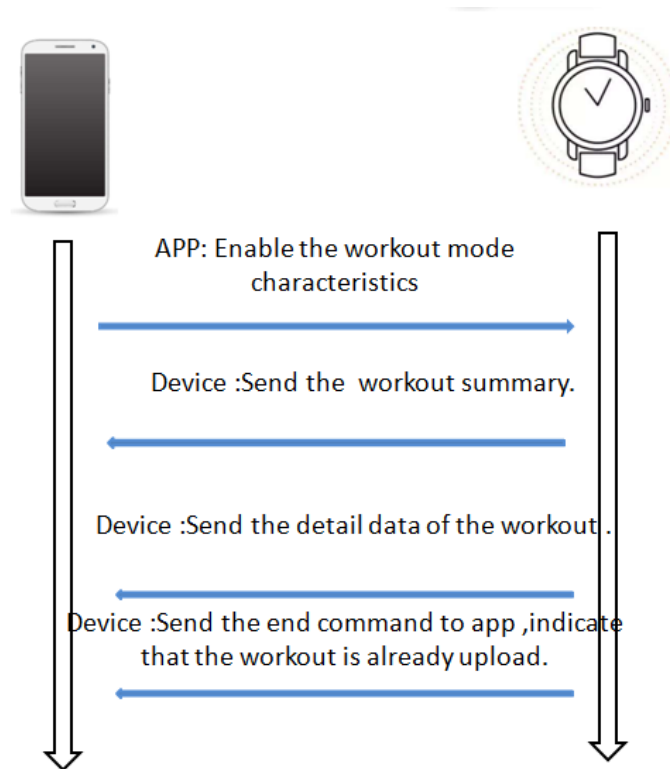 APP: Enable the workout mode
characteristics
Device :Send the  workout summary.
Device :Send the detail data of the workout .
Device :Send the end command to app ,indicate
that the workout is already upload.